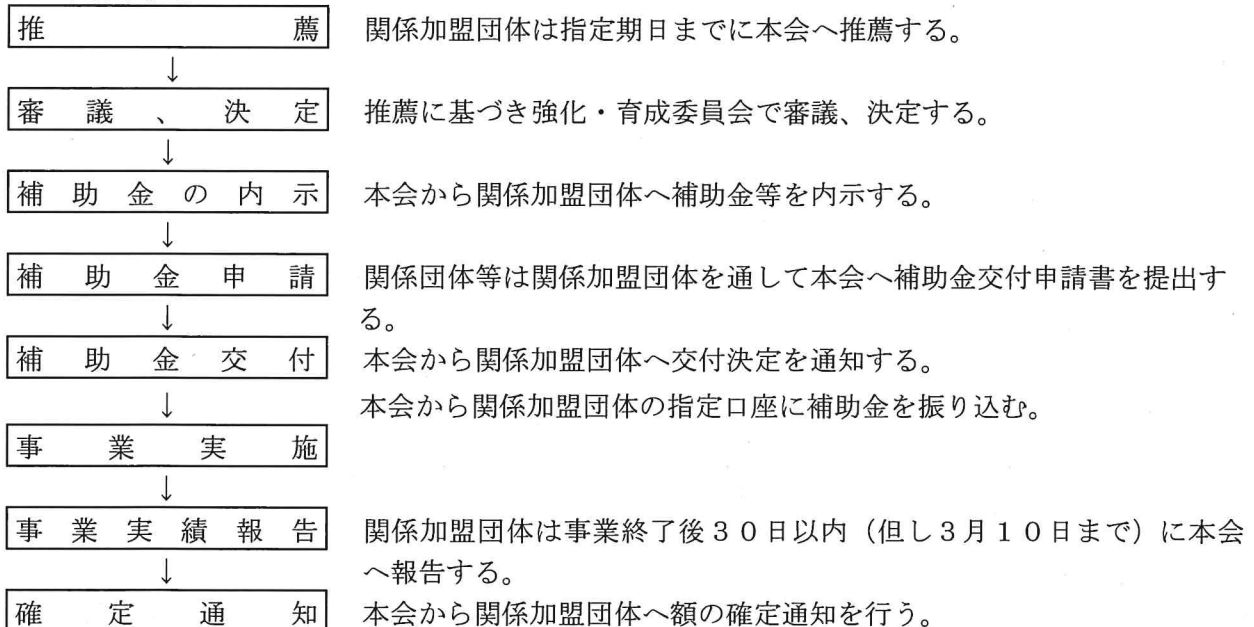 推薦 関係加盟団体は指定期日までに本会へ推薦する。
↓
審議、決定 推薦に基づき強化・育成委員会で審議、決定する。
↓
補助金の内示 本会から関係加盟団体へ補助金等を内示する。
↓
補助金申請 関係団体等は関係加盟団体を通して本会へ補助金交付申請書を提出す
↓ る。
補助金交付 本会から関係加盟団体へ交付決定を通知する。
↓ 本会から関係加盟団体の指定口座に補助金を振り込む。
事業実施
↓
事業実績報告 関係加盟団体は事業終了後30日以内（但し3月10日まで）に本会
↓ へ報告する。
確定通知 本会から関係加盟団体へ額の確定通知を行う。